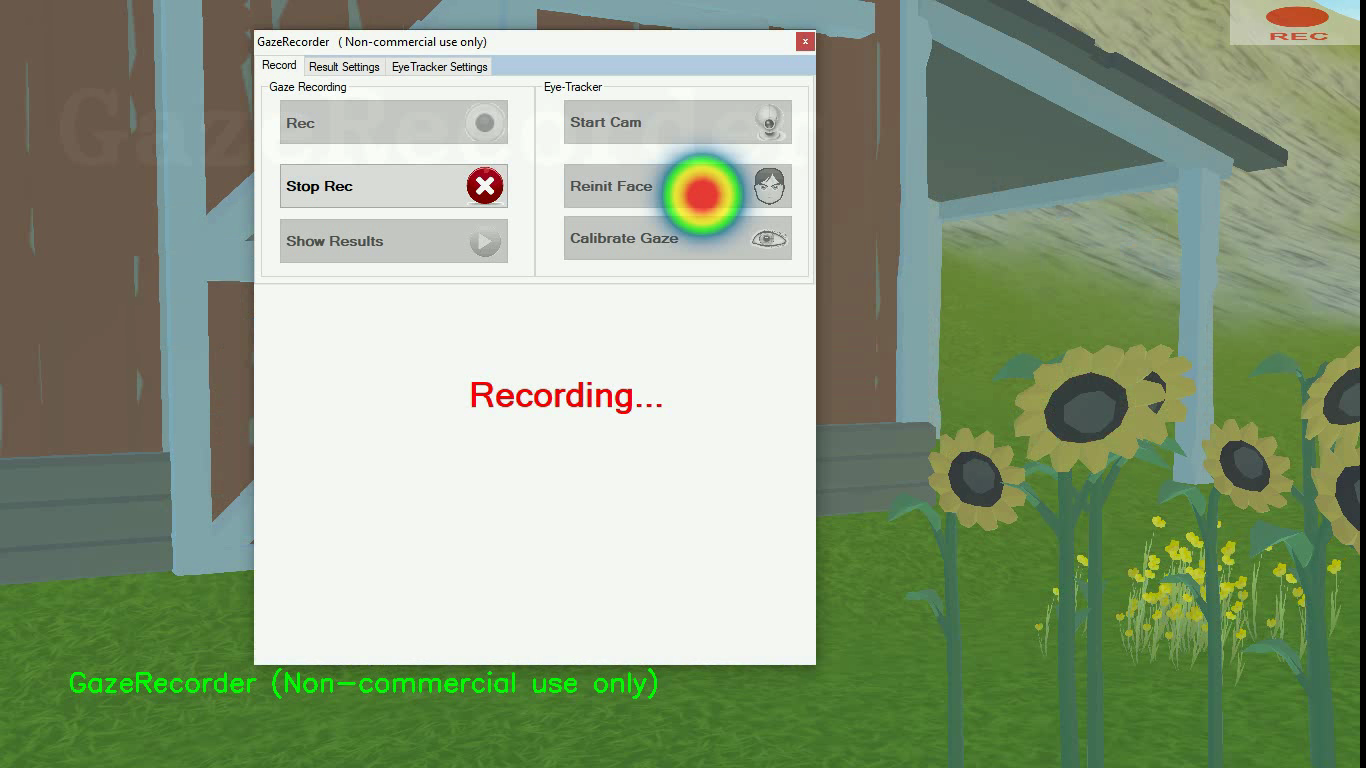 GazeRecorder ( Non-commercial use only)
x
REC
Record Result Settings EyeTracker Settings
Gaze Recording Eye-Tracker
GazeRecorder
Rec Start Cam
Stop Rec Reinit Face
Show Results Calibrate Gaze
Recording...
GazeRecorder (Non-commercial use only)